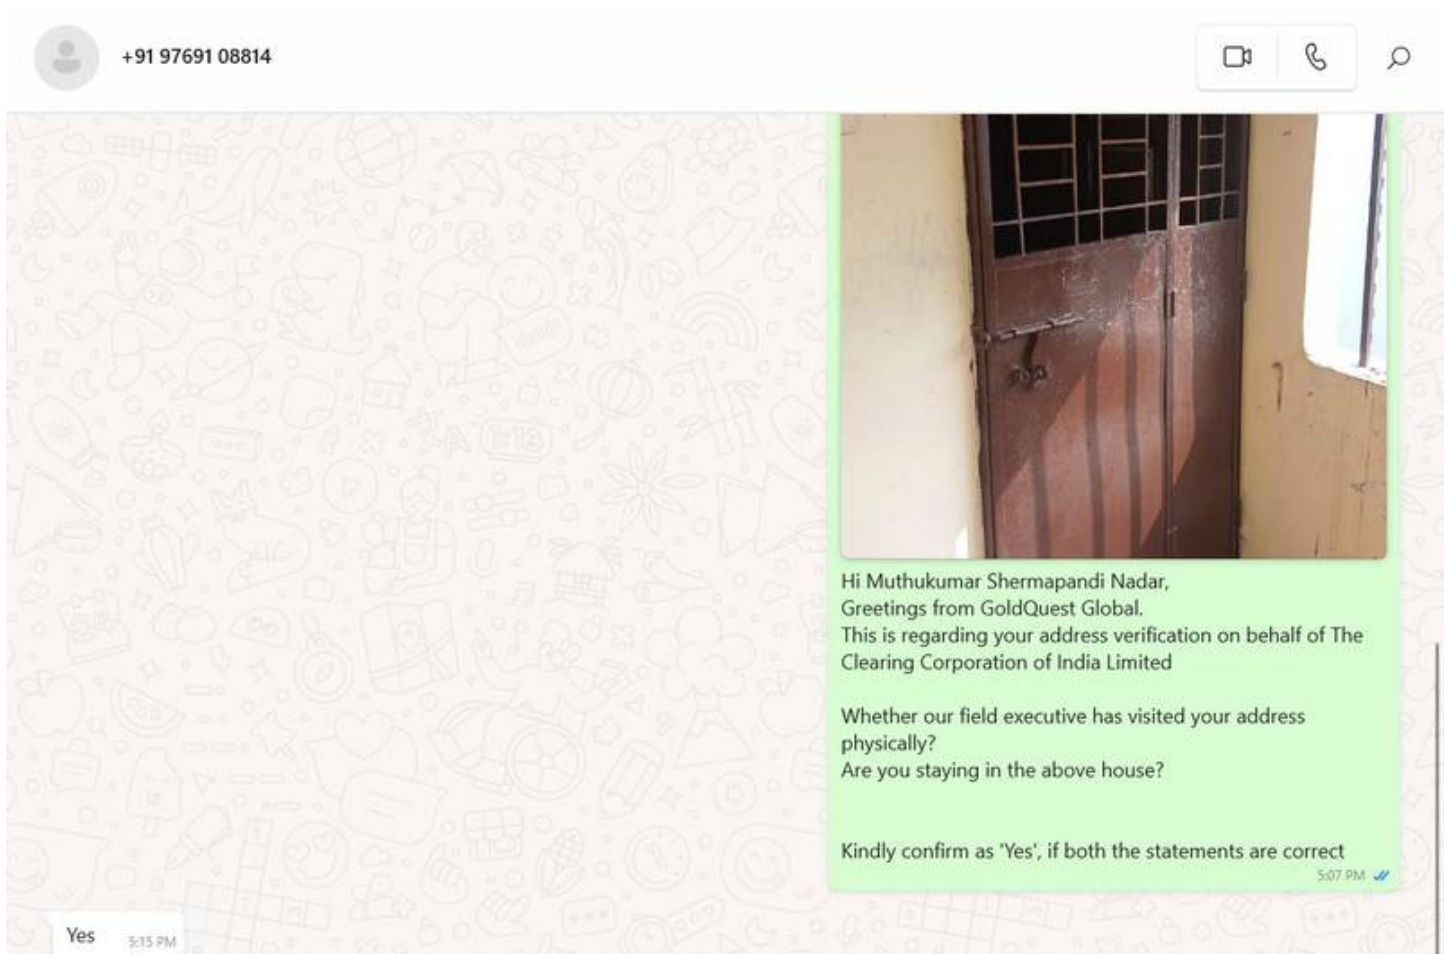 +91 97691 08814
Hi Muthukumar Shermapandi Nadar,
Greetings from GoldQuest Global.
This is regarding your address verification on behalf of The
Clearing Corporation of India Limited
Whether our field executive has visited your address
physically?
Are you staying in the above house?
Kindly confirm as 'Yes', if both the statements are correct
5:07 PM
Yes
5:15 PM